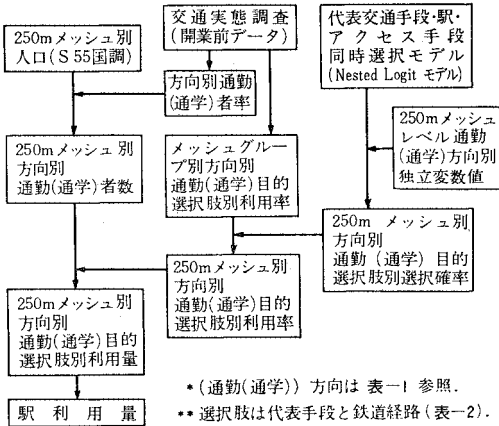 250mメッシュ別
人口(S55国調)
交通実態調査
(開業前データ)
代表交通手段・駅・
アクセス手段
同時選択モデル
(Nested Logit モデル)
方向別通勤
(通学)者率
250mメッシュ
レベル通勤
(通学)方向別
独立変数値
250mメッシュ別
方向別
通勤(通学)者数
メッシュグルー
プ別方向別
通勤(通学)目的
選択肢別利用率
250m メッシュ別
方向別
通勤(通学)目的
選択肢別選択確率
250mメッシュ別
方向別
通勤(通学)目的
選択肢別利用率
250mメッシュ別
方向別
通勤(通学)目的
選択肢別利用量
駅利用量
*(通勤(通学))方向は表-1参照.
**選択肢は代表手段と鉄道経路(表-2).